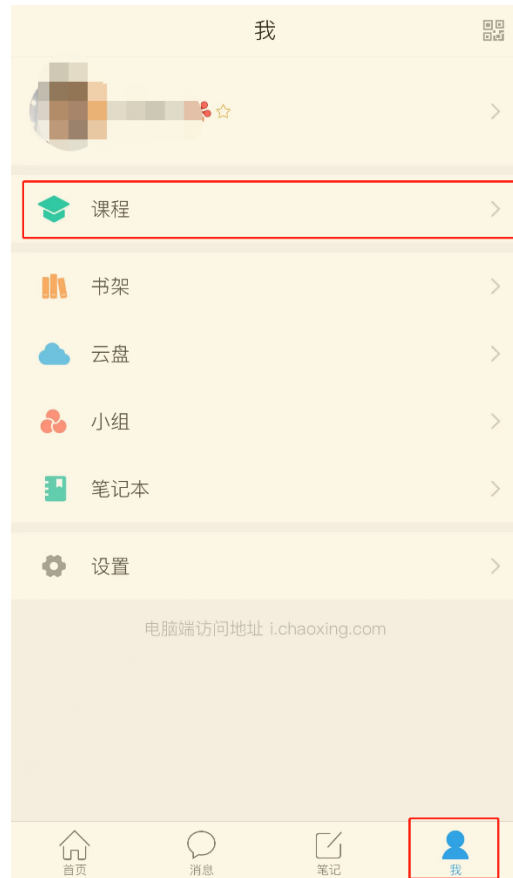 我
课程
书架
云盘
小组
笔记本
设置
电脑端访问地址 i.chaoxing.com
首页
消息
笔记
我